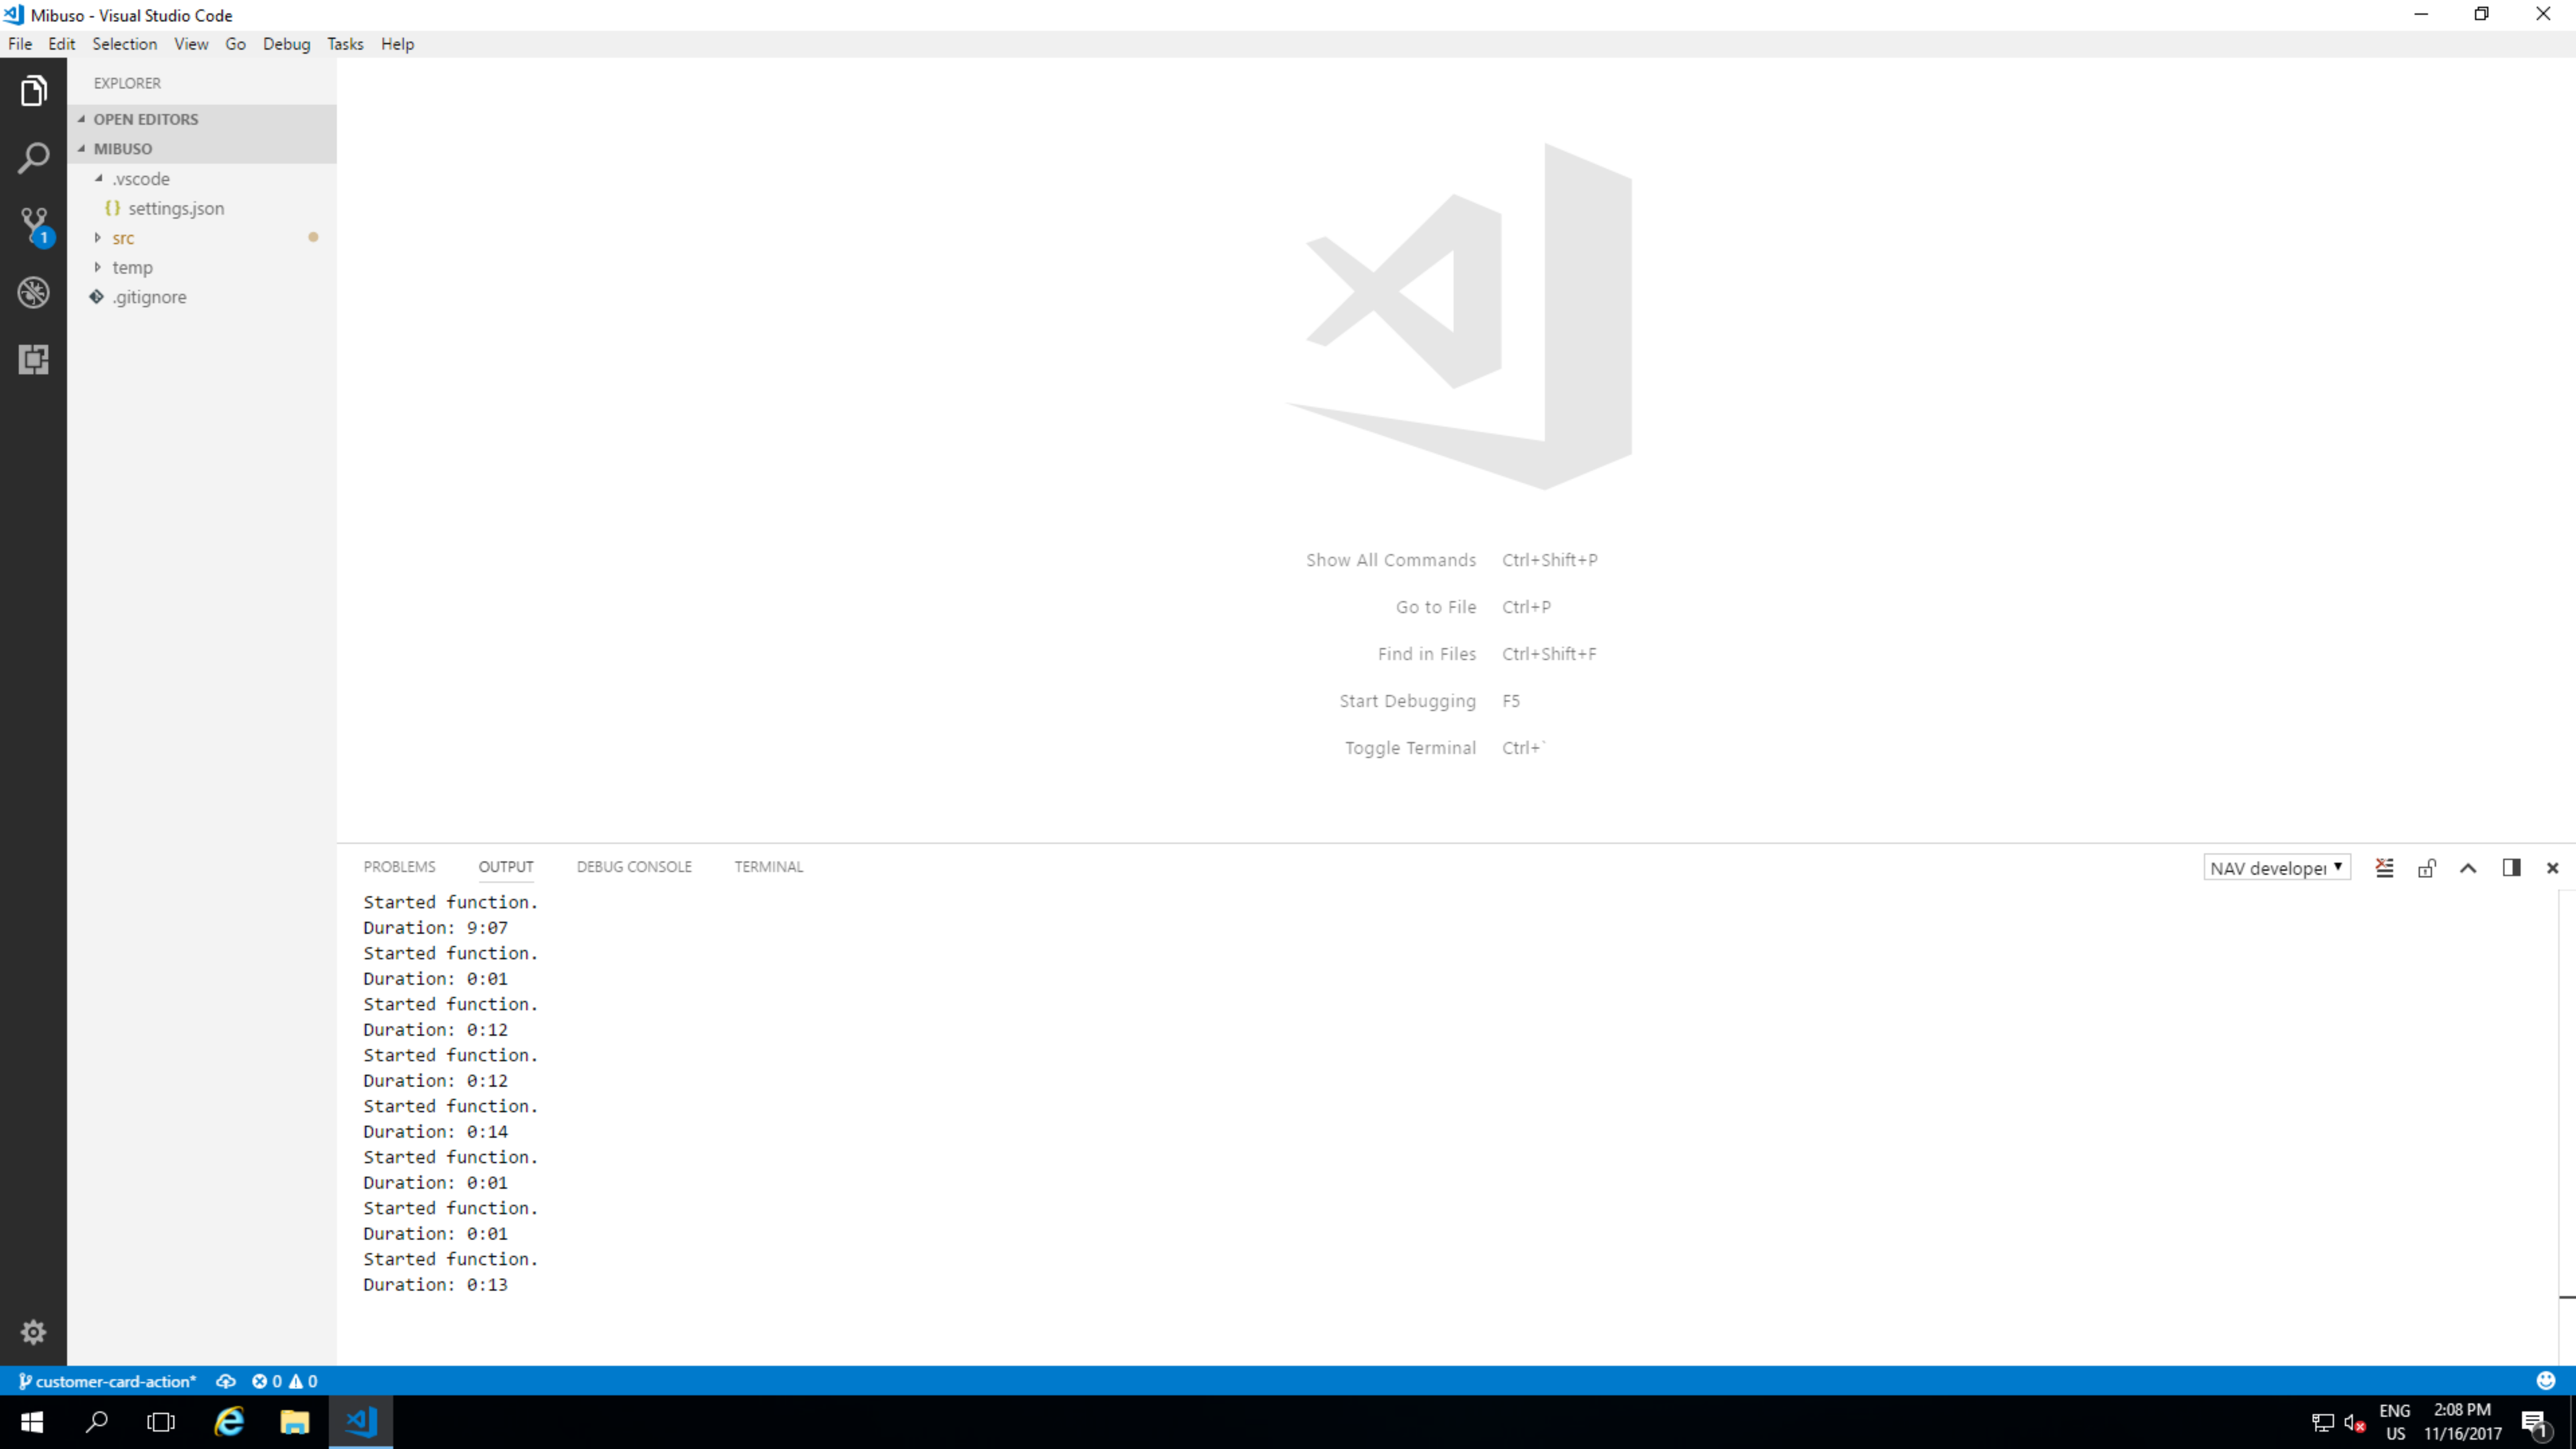 Mibuso - Visual Studio Code
File Edit Selection View Go Debug Tasks Help
EXPLORER
OPEN EDITORS
MIBUSO
.vscode
{} settings.json
src
temp
.gitignore
1
Show All Commands Ctrl+Shift+P
Go to File Ctrl+P
Find in Files Ctrl+Shift+F
Start Debugging F5
Toggle Terminal Ctrl+`
PROBLEMS OUTPUT DEBUG CONSOLE TERMINAL NAV developer
Started function.
Duration: 9:07
Started function.
Duration: 0:01
Started function.
Duration: 0:12
Started function.
Duration: 0:12
Started function.
Duration: 0:14
Started function.
Duration: 0:01
Started function.
Duration: 0:01
Started function.
Duration: 0:13
customer-card-action* 0 0
ENG 2:08 PM
US 11/16/2017 1